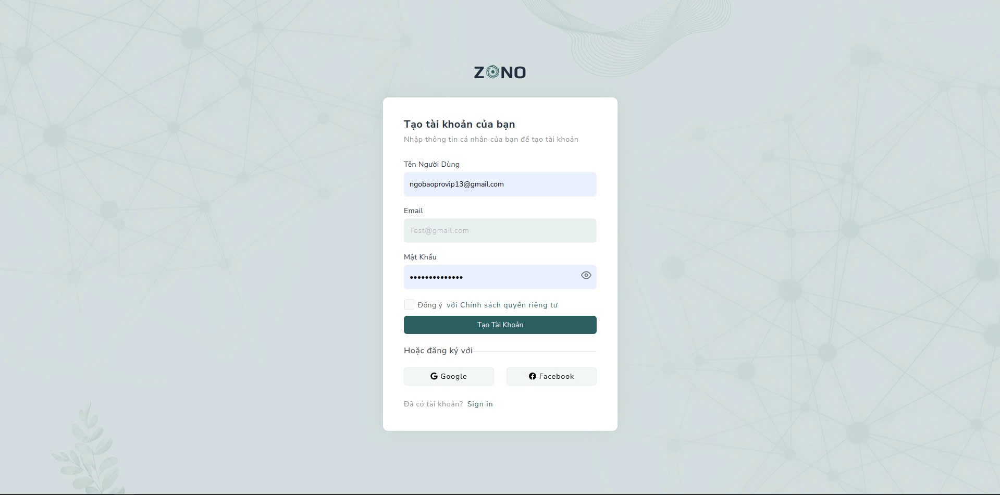 ZONO
Tạo tài khoản của bạn
Nhập thông tin cá nhân của bạn để tạo tài khoản
Tên Người Dùng
ngobaoprovip13@gmail.com
Email
Test@gmail.com
Mật Khẩu
••••••••••••••
Đồng ý với Chính sách quyền riêng tư
Tạo Tài Khoản
Hoặc đăng ký với
Google Facebook
Đã có tài khoản? Sign in